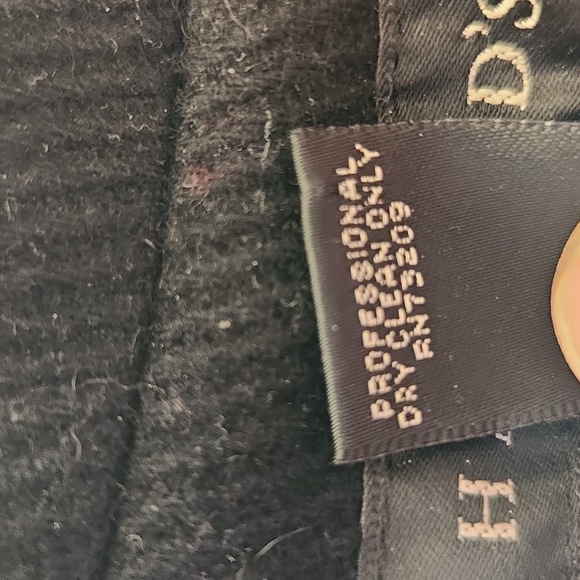 D'S
PROFESSIONAL
DRY CLEAN ONLY
RN73209
H